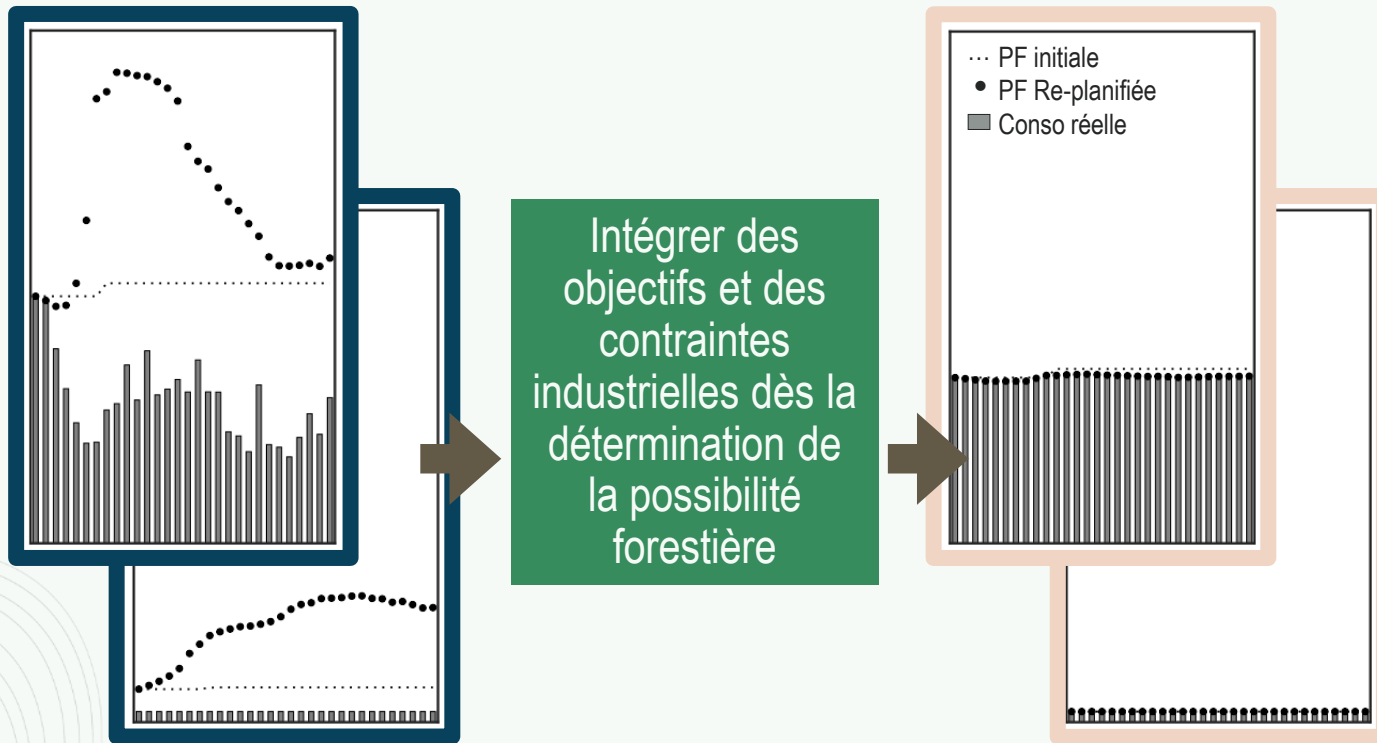 PF initiale
PF Re-planifiée
Conso réelle
Intégrer des
objectifs et des
contraintes
industrielles dès la
détermination de
la possibilité
forestière